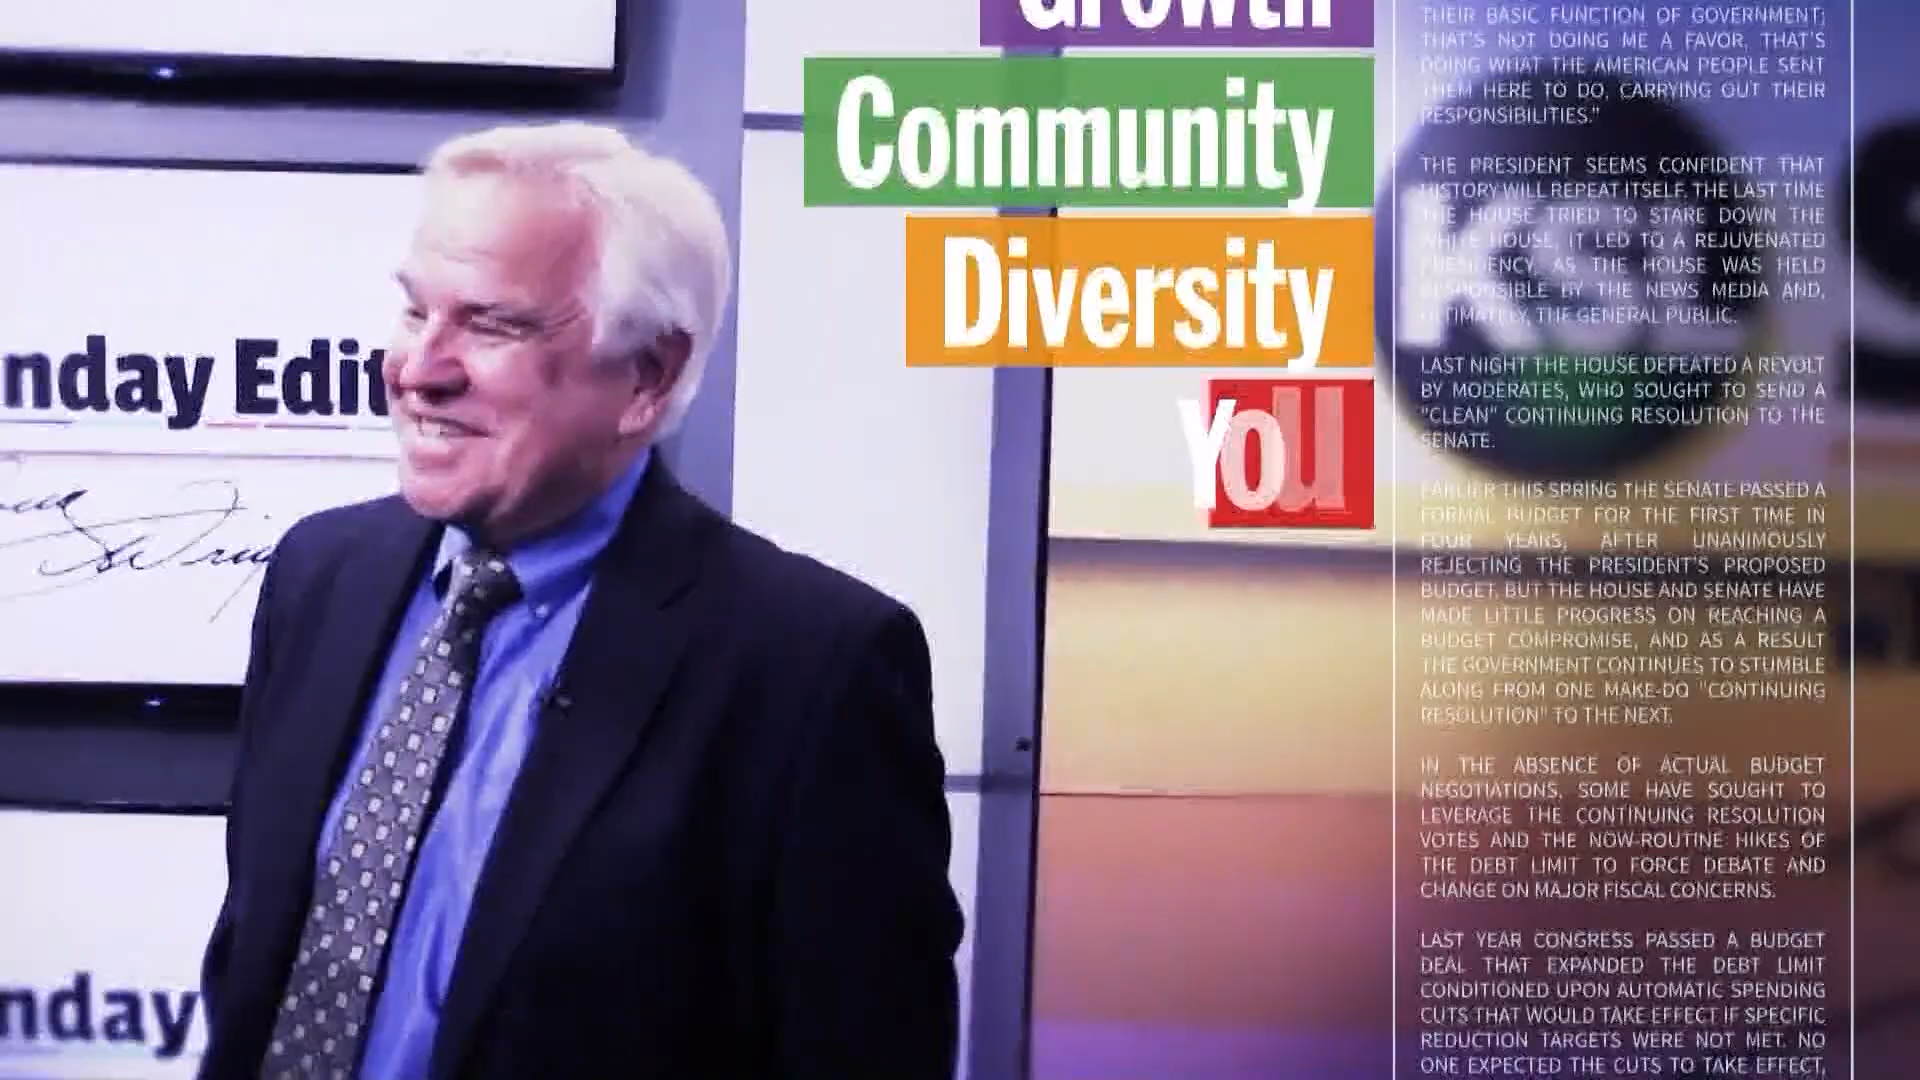 Growth
Community
Diversity
You
nday Edit
nday
THEIR BASIC FUNCTION OF GOVERNMENT;
THAT'S NOT DOING ME A FAVOR. THAT'S
DOING WHAT THE AMERICAN PEOPLE SENT
THEM HERE TO DO, CARRYING OUT THEIR
RESPONSIBILITIES."
THE PRESIDENT SEEMS CONFIDENT THAT
HISTORY WILL REPEAT ITSELF. THE LAST TIME
THE HOUSE TRIED TO STARE DOWN THE
WHITE HOUSE, IT LED TO A REJUVENATED
PRESIDENCY, AS THE HOUSE WAS HELD
RESPONSIBLE BY THE NEWS MEDIA AND,
ULTIMATELY, THE GENERAL PUBLIC.
LAST NIGHT THE HOUSE DEFEATED A REVOLT
BY MODERATES, WHO SOUGHT TO SEND A
"CLEAN" CONTINUING RESOLUTION TO THE
SENATE.
EARLIER THIS SPRING THE SENATE PASSED A
FORMAL BUDGET FOR THE FIRST TIME IN
FOUR YEARS, AFTER UNANIMOUSLY
REJECTING THE PRESIDENT'S PROPOSED
BUDGET. BUT THE HOUSE AND SENATE HAVE
MADE LITTLE PROGRESS ON REACHING A
BUDGET COMPROMISE, AND AS A RESULT
THE GOVERNMENT CONTINUES TO STUMBLE
ALONG FROM ONE MAKE-DO "CONTINUING
RESOLUTION" TO THE NEXT.
IN THE ABSENCE OF ACTUAL BUDGET
NEGOTIATIONS, SOME HAVE SOUGHT TO
LEVERAGE THE CONTINUING RESOLUTION
VOTES AND THE NOW-ROUTINE HIKES OF
THE DEBT LIMIT TO FORCE DEBATE AND
CHANGE ON MAJOR FISCAL CONCERNS.
LAST YEAR CONGRESS PASSED A BUDGET
DEAL THAT EXPANDED THE DEBT LIMIT
CONDITIONED UPON AUTOMATIC SPENDING
CUTS THAT WOULD TAKE EFFECT IF SPECIFIC
REDUCTION TARGETS WERE NOT MET. NO
ONE EXPECTED THE CUTS TO TAKE EFFECT,